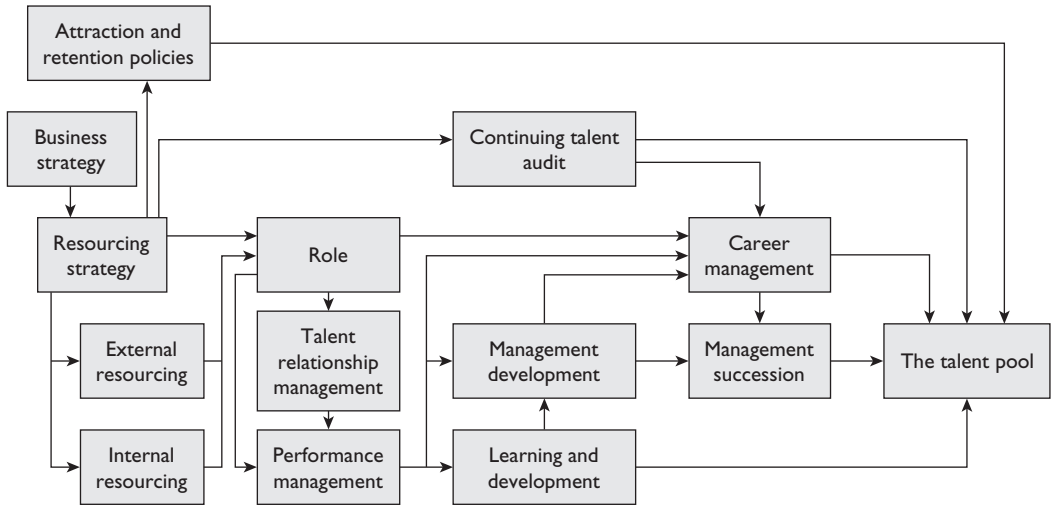 Attraction and
retention policies
Business
strategy
Continuing talent
audit
Resourcing
strategy
Role
Career
management
External
resourcing
Talent
relationship
management
Management
development
Management
succession
The talent pool
Internal
resourcing
Performance
management
Learning and
development